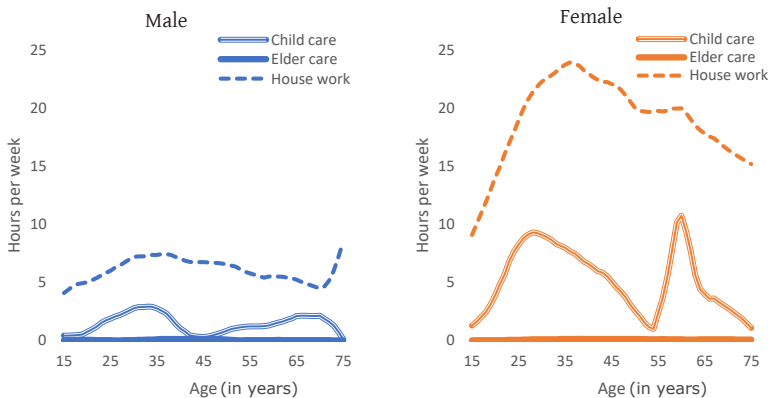 Male
Child care
Elder care
House work
Hours per week
25
20
15
10
5
0
15 25 35 45 55 65 75
Age (in years)
Female
Child care
Elder care
House work
Hours per week
25
20
15
10
5
0
15 25 35 45 55 65 75
Age (in years)